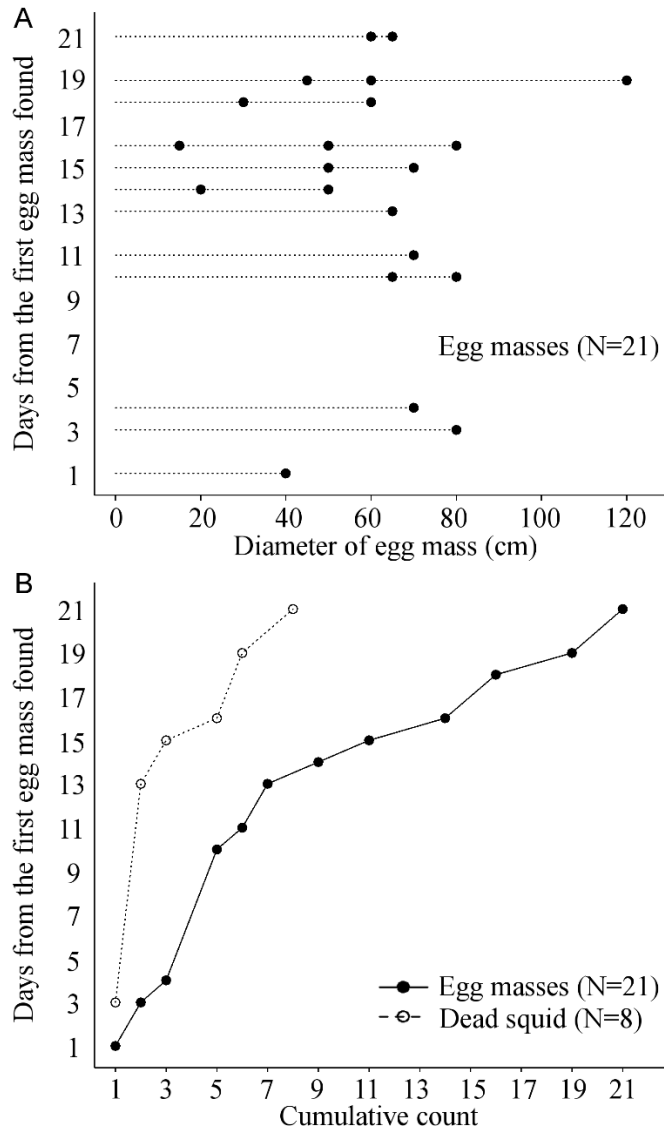 A
Days from the first egg mass found
21
19
17
15
13
11
9
7
5
3
1
Egg masses (N=21)
0 20 40 60 80 100 120
Diameter of egg mass (cm)
B
Days from the first egg mass found
21
19
17
15
13
11
9
7
5
3
1
Egg masses (N=21)
Dead squid (N=8)
1 3 5 7 9 11 13 15 17 19 21
Cumulative count